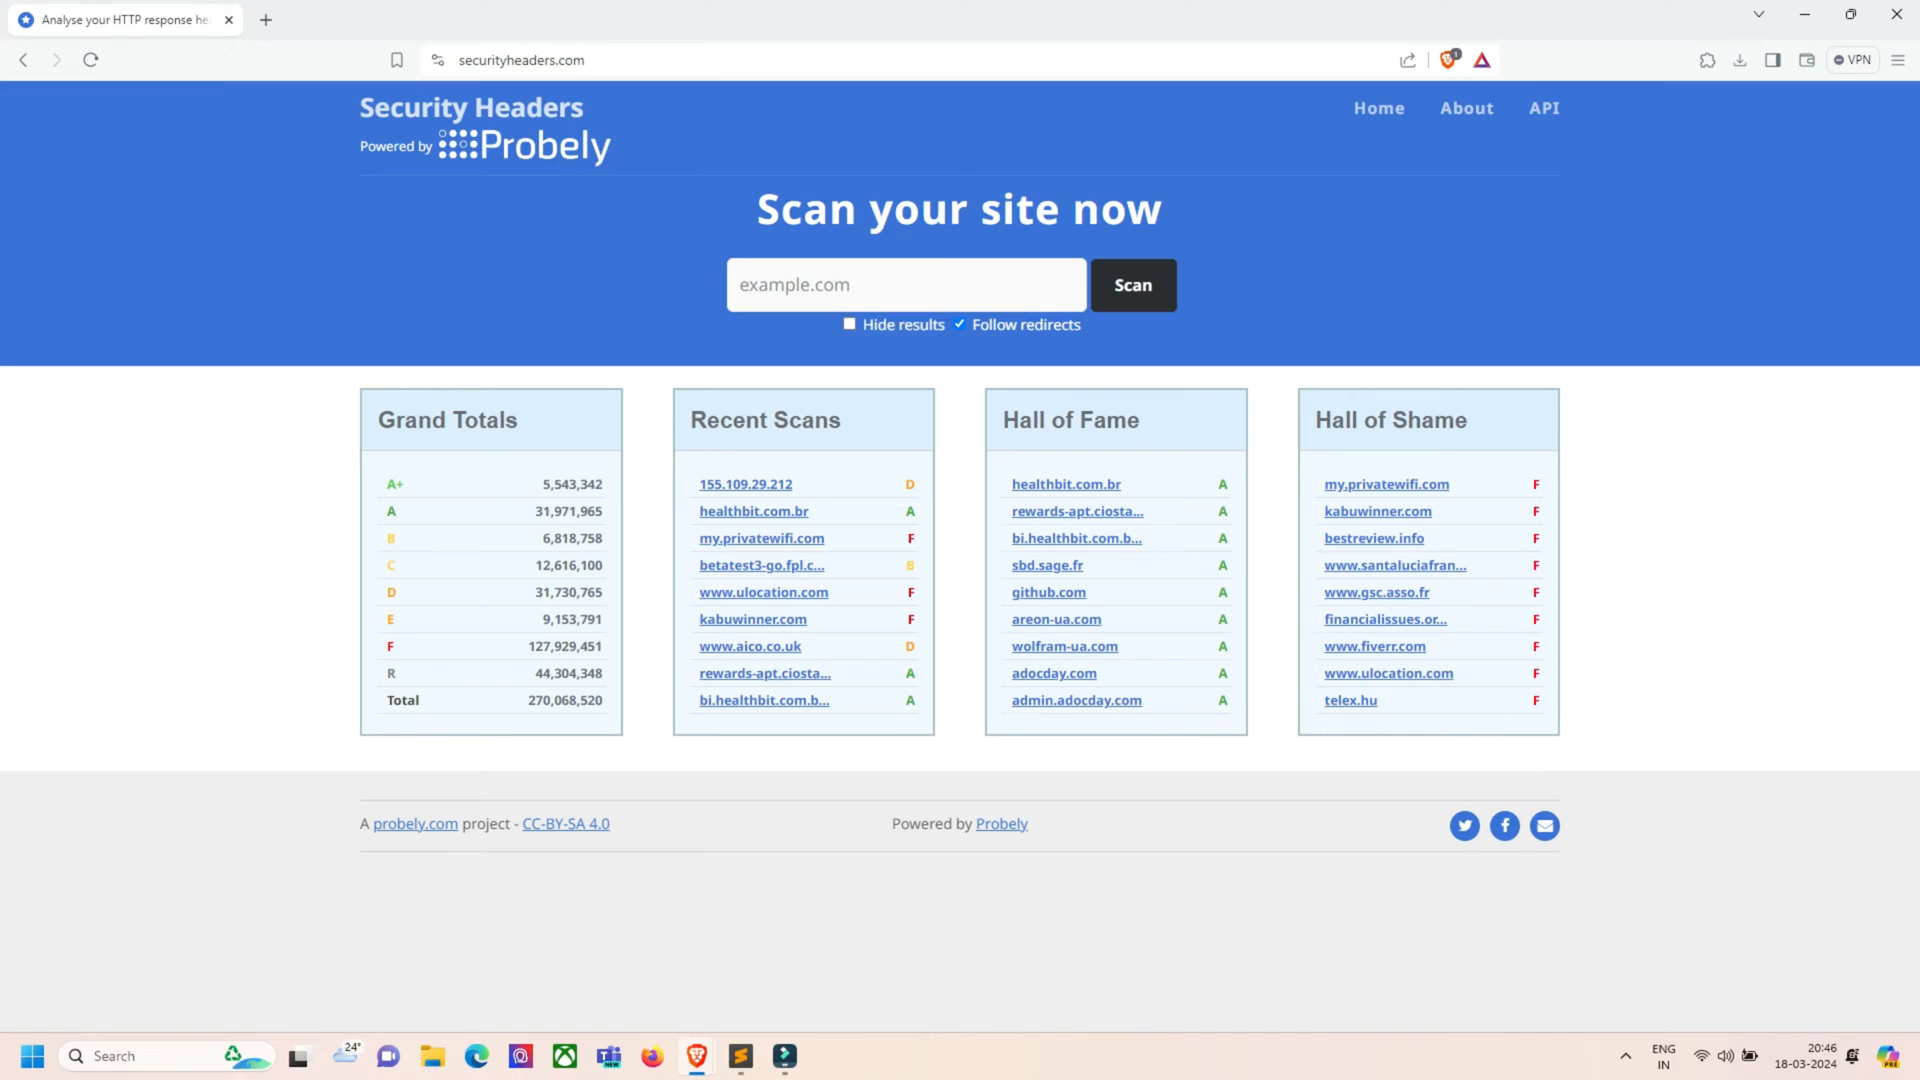 Analyse your HTTP response he
securityheaders.com
1
VPN
Security Headers
Home About API
Powered by Probely
Scan your site now
example.com
Scan
Hide results Follow redirects
Grand Totals
A+ 5,543,342
A 31,971,965
B 6,818,758
C 12,616,100
D 31,730,765
E 9,153,791
F 127,929,451
R 44,304,348
Total 270,068,520
Recent Scans
155.109.29.212 D
healthbit.com.br A
my.privatewifi.com F
betatest3-go.fpl.c... B
www.ulocation.com F
kabuwinner.com F
www.aico.co.uk D
rewards-apt.ciosta... A
bi.healthbit.com.b... A
Hall of Fame
healthbit.com.br A
rewards-apt.ciosta... A
bi.healthbit.com.b... A
sbd.sage.fr A
github.com A
areon-ua.com A
wolfram-ua.com A
adocday.com A
admin.adocday.com A
Hall of Shame
my.privatewifi.com F
kabuwinner.com F
bestreview.info F
www.santaluciafran... F
www.gsc.asso.fr F
financialissues.or... F
www.fiverr.com F
www.ulocation.com F
telex.hu F
A probely.com project - CC-BY-SA 4.0
Powered by Probely
Search
24°
NEW
ENG
IN
20:46
18-03-2024
PRE